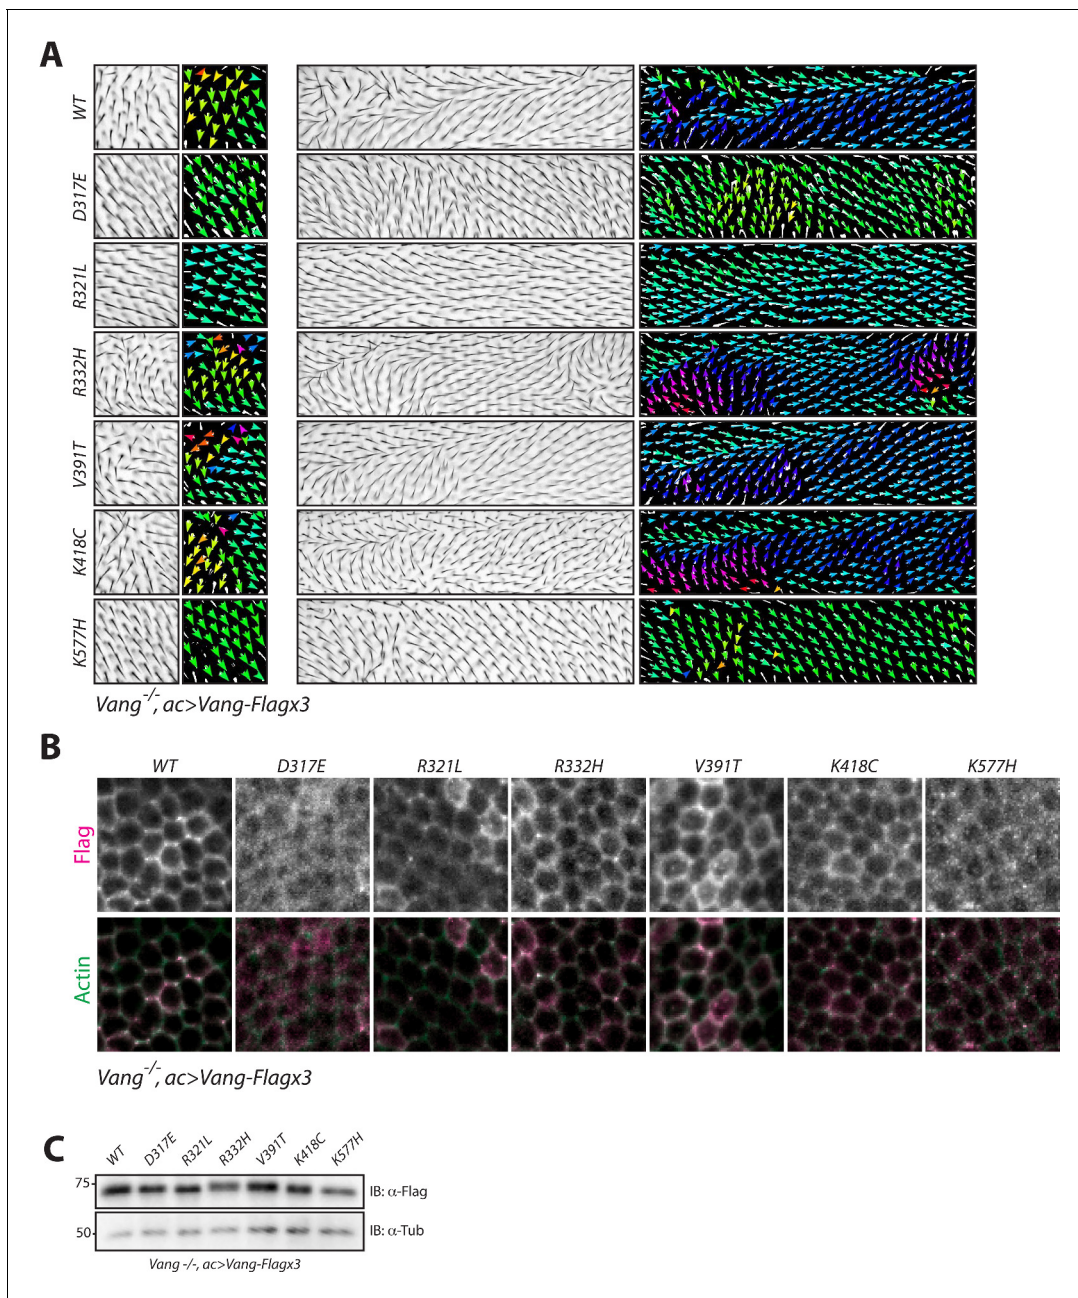 A
WT
D317E
R321L
R332H
V391T
K418C
K577H
Vang-/-, ac>Vang-Flagx3
B
WT D317E R321L R332H V391T K418C K577H
Flag
Actin
Vang-/-, ac>Vang-Flagx3
C
WT D317E R321L R332H V391T K418C K577H
75
IB: α-Flag
50
IB: α-Tub
Vang -/-, ac>Vang-Flagx3